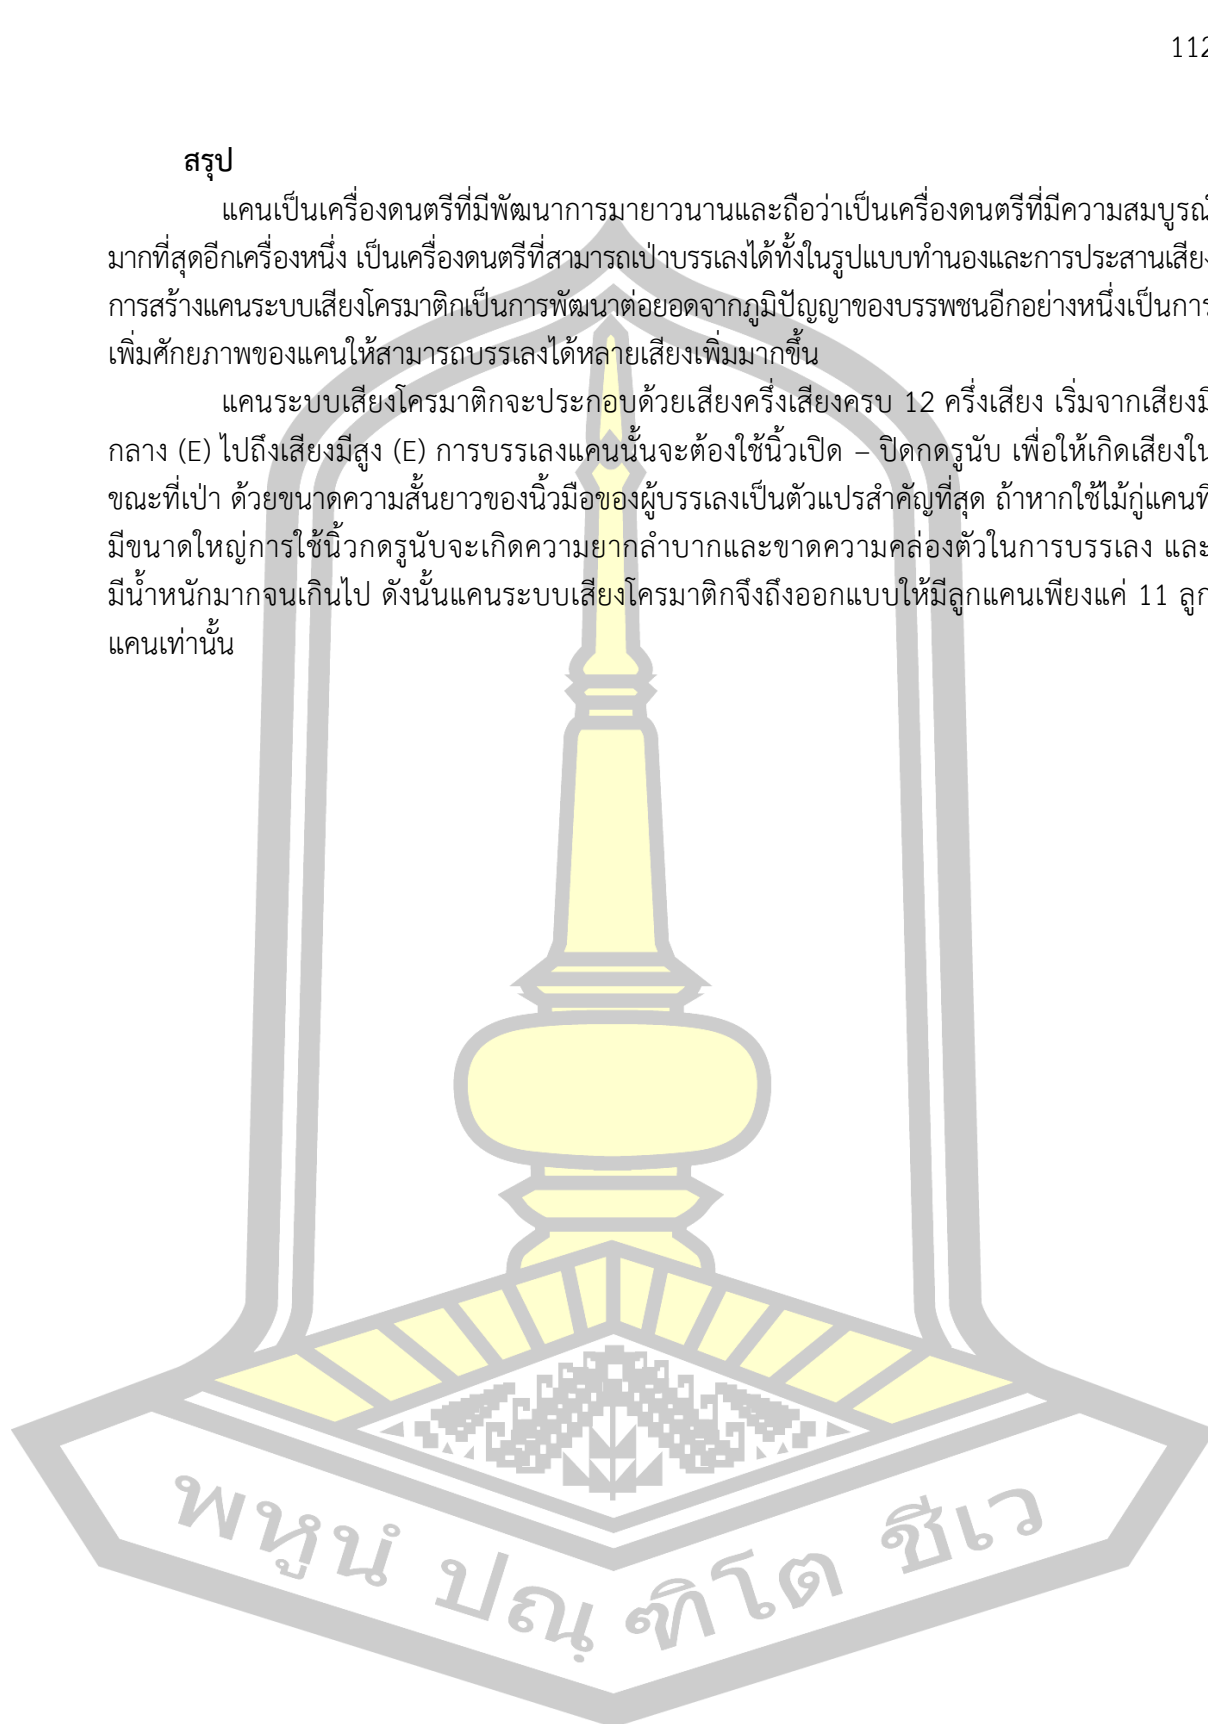 112
สรุป
แคนเป็นเครื่องดนตรีที่มีพัฒนาการมายาวนานและถือว่าเป็นเครื่องดนตรีที่มีความสมบูรณ์
มากที่สุดอีกเครื่องหนึ่ง เป็นเครื่องดนตรีที่สามารถเป่าบรรเลงได้ทั้งในรูปแบบทำนองและการประสานเสียง
การสร้างแคนระบบเสียงโครมาติกเป็นการพัฒนาต่อยอดจากภูมิปัญญาของบรรพชนอีกอย่างหนึ่งเป็นการ
เพิ่มศักยภาพของแคนให้สามารถบรรเลงได้หลายเสียงเพิ่มมากขึ้น
แคนระบบเสียงโครมาติกจะประกอบด้วยเสียงครึ่งเสียงครบ 12 ครึ่งเสียง เริ่มจากเสียงมี
กลาง (E) ไปถึงเสียงมีสูง (E) การบรรเลงแคนนั้นจะต้องใช้นิ้วเปิด – ปิดกดรูนับ เพื่อให้เกิดเสียงใน
ขณะที่เป่า ด้วยขนาดความสั้นยาวของนิ้วมือของผู้บรรเลงเป็นตัวแปรสำคัญที่สุด ถ้าหากใช้ไม้กู่แคนที่
มีขนาดใหญ่การใช้นิ้วกดรูนับจะเกิดความยากลำบากและขาดความคล่องตัวในการบรรเลง และ
มีน้ำหนักมากจนเกินไป ดังนั้นแคนระบบเสียงโครมาติกจึงถึงออกแบบให้มีลูกแคนเพียงแค่ 11 ลูก
แคนเท่านั้น
พหูนํ ปณฺฑิโต ชีเว